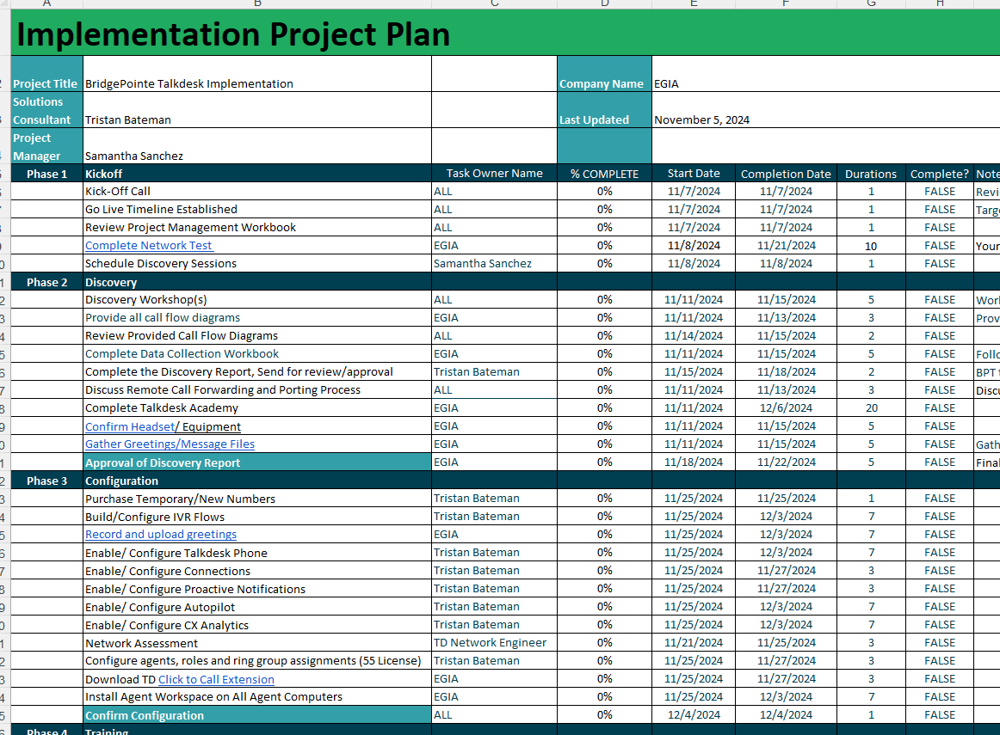 A B C D E F G H
Implementation Project Plan
Project Title BridgePointe Talkdesk Implementation Company Name EGIA
Solutions
Consultant Tristan Bateman Last Updated November 5, 2024
Project
Manager Samantha Sanchez
Phase 1 Kickoff Task Owner Name % COMPLETE Start Date Completion Date Durations Complete? Note
Kick-Off Call ALL 0% 11/7/2024 11/7/2024 1 FALSE Revi
Go Live Timeline Established ALL 0% 11/7/2024 11/7/2024 1 FALSE Targ
Review Project Management Workbook ALL 0% 11/7/2024 11/7/2024 1 FALSE
Complete Network Test EGIA 0% 11/8/2024 11/21/2024 10 FALSE Your
Schedule Discovery Sessions Samantha Sanchez 0% 11/8/2024 11/8/2024 1 FALSE
Phase 2 Discovery
Discovery Workshop(s) ALL 0% 11/11/2024 11/15/2024 5 FALSE Work
Provide all call flow diagrams EGIA 0% 11/11/2024 11/13/2024 3 FALSE Prov
Review Provided Call Flow Diagrams ALL 0% 11/14/2024 11/15/2024 2 FALSE
Complete Data Collection Workbook EGIA 0% 11/11/2024 11/15/2024 5 FALSE Follo
Complete the Discovery Report, Send for review/approval Tristan Bateman 0% 11/15/2024 11/18/2024 2 FALSE BPT
Discuss Remote Call Forwarding and Porting Process ALL 0% 11/11/2024 11/13/2024 3 FALSE Discu
Complete Talkdesk Academy EGIA 0% 11/11/2024 12/6/2024 20 FALSE
Confirm Headset/ Equipment EGIA 0% 11/11/2024 11/15/2024 5 FALSE
Gather Greetings/Message Files EGIA 0% 11/11/2024 11/15/2024 5 FALSE Gath
Approval of Discovery Report EGIA 0% 11/18/2024 11/22/2024 5 FALSE Final
Phase 3 Configuration
Purchase Temporary/New Numbers Tristan Bateman 0% 11/25/2024 11/25/2024 1 FALSE
Build/Configure IVR Flows Tristan Bateman 0% 11/25/2024 12/3/2024 7 FALSE
Record and upload greetings EGIA 0% 11/25/2024 12/3/2024 7 FALSE
Enable/ Configure Talkdesk Phone Tristan Bateman 0% 11/25/2024 12/3/2024 7 FALSE
Enable/ Configure Connections Tristan Bateman 0% 11/25/2024 11/27/2024 3 FALSE
Enable/ Configure Proactive Notifications Tristan Bateman 0% 11/25/2024 11/27/2024 3 FALSE
Enable/ Configure Autopilot Tristan Bateman 0% 11/25/2024 12/3/2024 7 FALSE
Enable/ Configure CX Analytics Tristan Bateman 0% 11/25/2024 12/3/2024 7 FALSE
Network Assessment TD Network Engineer 0% 11/21/2024 11/25/2024 3 FALSE
Configure agents, roles and ring group assignments (55 License) Tristan Bateman 0% 11/25/2024 11/27/2024 3 FALSE
Download TD Click to Call Extension EGIA 0% 11/25/2024 11/27/2024 3 FALSE
Install Agent Workspace on All Agent Computers EGIA 0% 11/25/2024 12/3/2024 7 FALSE
Confirm Configuration ALL 0% 12/4/2024 12/4/2024 1 FALSE
Phase 4 Training